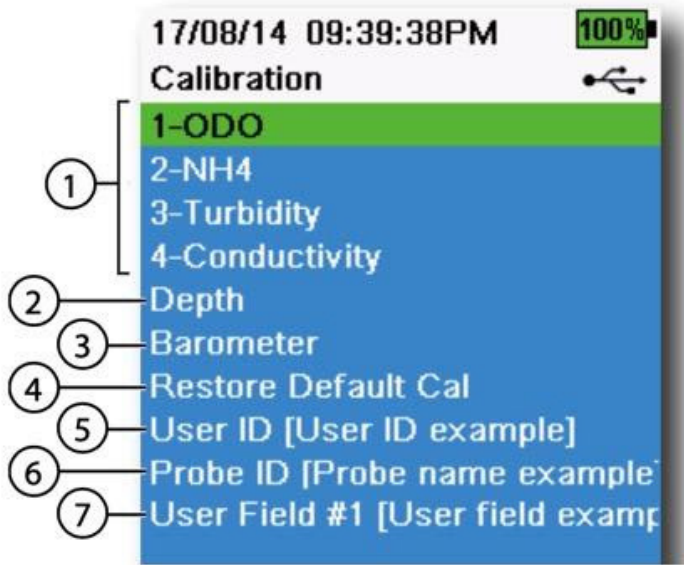 17/08/14 09:39:38PM 100%
Calibration
1-ODO
1
2-NH4
3-Turbidity
4-Conductivity
2 Depth
3 Barometer
4 Restore Default Cal
5 User ID [User ID example]
6 Probe ID [Probe name example
7 User Field #1 [User field examp